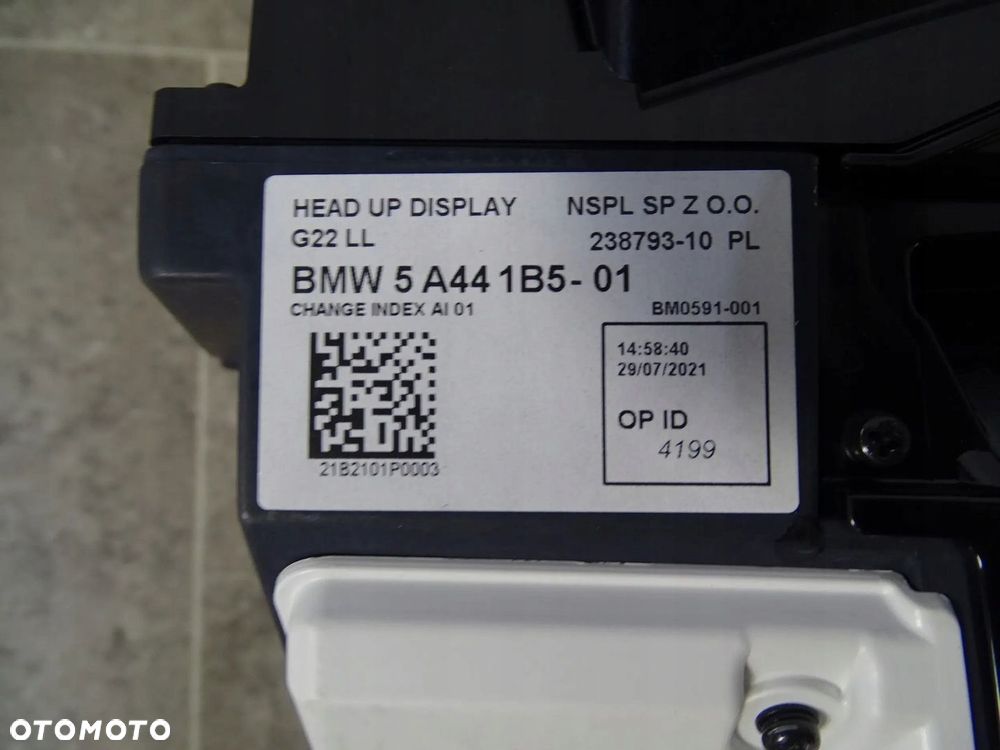 HEAD UP DISPLAY NSPL SP Z O.O.
G22 LL 238793-10 PL
BMW 5 A44 1B5- 01
CHANGE INDEX AI 01 BM0591-001
14:58:40
29/07/2021
OP ID
4199
21B2101P0003
OTOMOTO